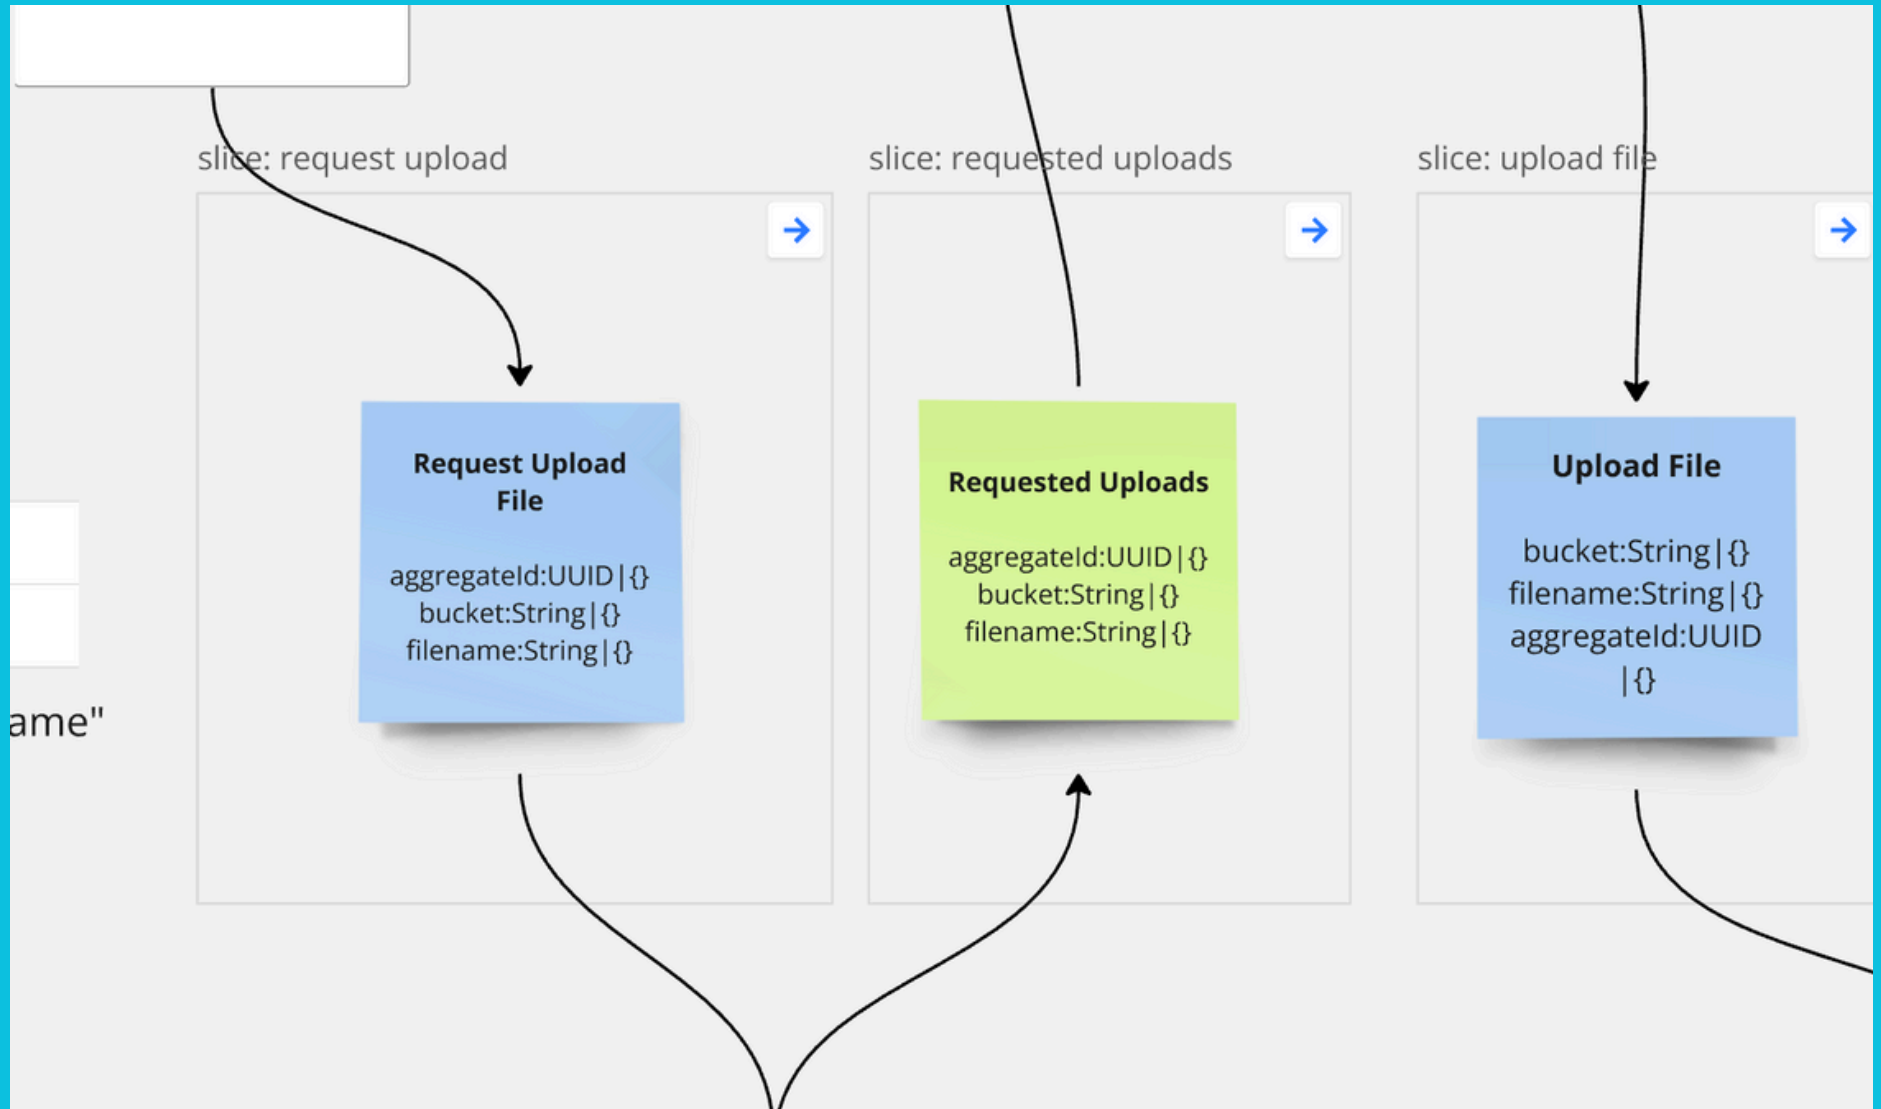 slice: request upload
slice: requested uploads
slice: upload file
Request Upload
File
aggregateId:UUID|{}
bucket:String|{}
filename:String|{}
Requested Uploads
aggregateId:UUID|{}
bucket:String|{}
filename:String|{}
Upload File
bucket:String|{}
filename:String|{}
aggregateId:UUID
|{}
ame"